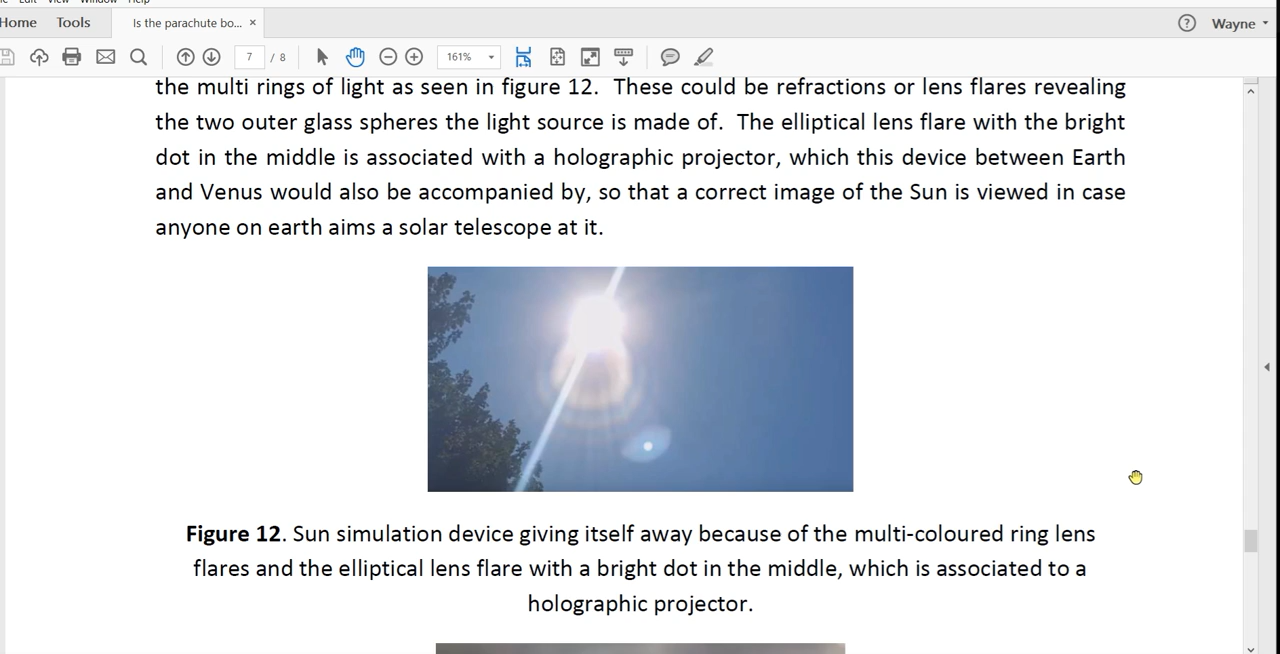 Home Tools Is the parachute bo... × ? Wayne
7 / 8 161%
the multi rings of light as seen in figure 12. These could be refractions or lens flares revealing
the two outer glass spheres the light source is made of. The elliptical lens flare with the bright
dot in the middle is associated with a holographic projector, which this device between Earth
and Venus would also be accompanied by, so that a correct image of the Sun is viewed in case
anyone on earth aims a solar telescope at it.
Figure 12. Sun simulation device giving itself away because of the multi-coloured ring lens
flares and the elliptical lens flare with a bright dot in the middle, which is associated to a
holographic projector.